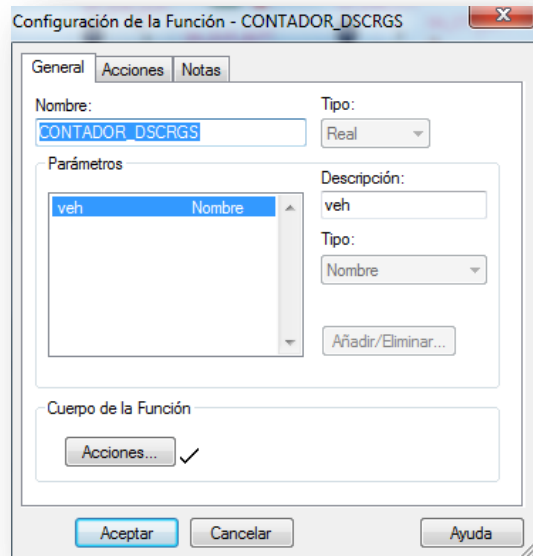 Configuración de la Función - CONTADOR_DSCRGS
General Acciones Notas
Nombre: Tipo:
CONTADOR_DSCRGS Real
Parámetros
Descripción:
veh Nombre veh
Tipo:
Nombre
Añadir/Eliminar...
Cuerpo de la Función
Acciones...
Aceptar Cancelar Ayuda